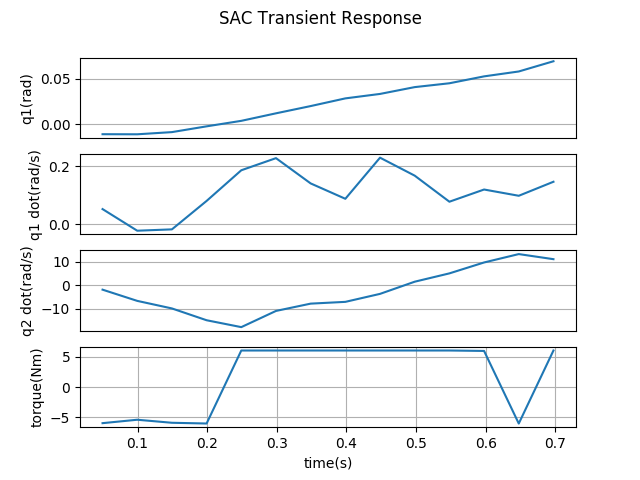 SAC Transient Response
q1(rad)
0.05
0.00
q1 dot(rad/s)
0.2
0.0
q2 dot(rad/s)
10
0
−10
torque(Nm)
5
0
−5
0.1 0.2 0.3 0.4 0.5 0.6 0.7
time(s)